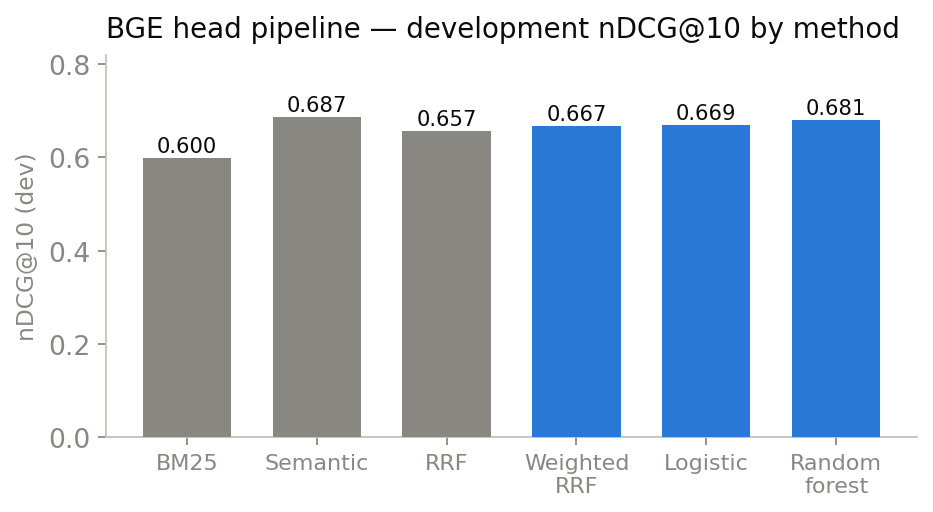 BGE head pipeline — development nDCG@10 by method
nDCG@10 (dev)
0.8
0.6
0.4
0.2
0.0
0.600
0.687
0.657
0.667
0.669
0.681
BM25
Semantic
RRF
Weighted
RRF
Logistic
Random
forest